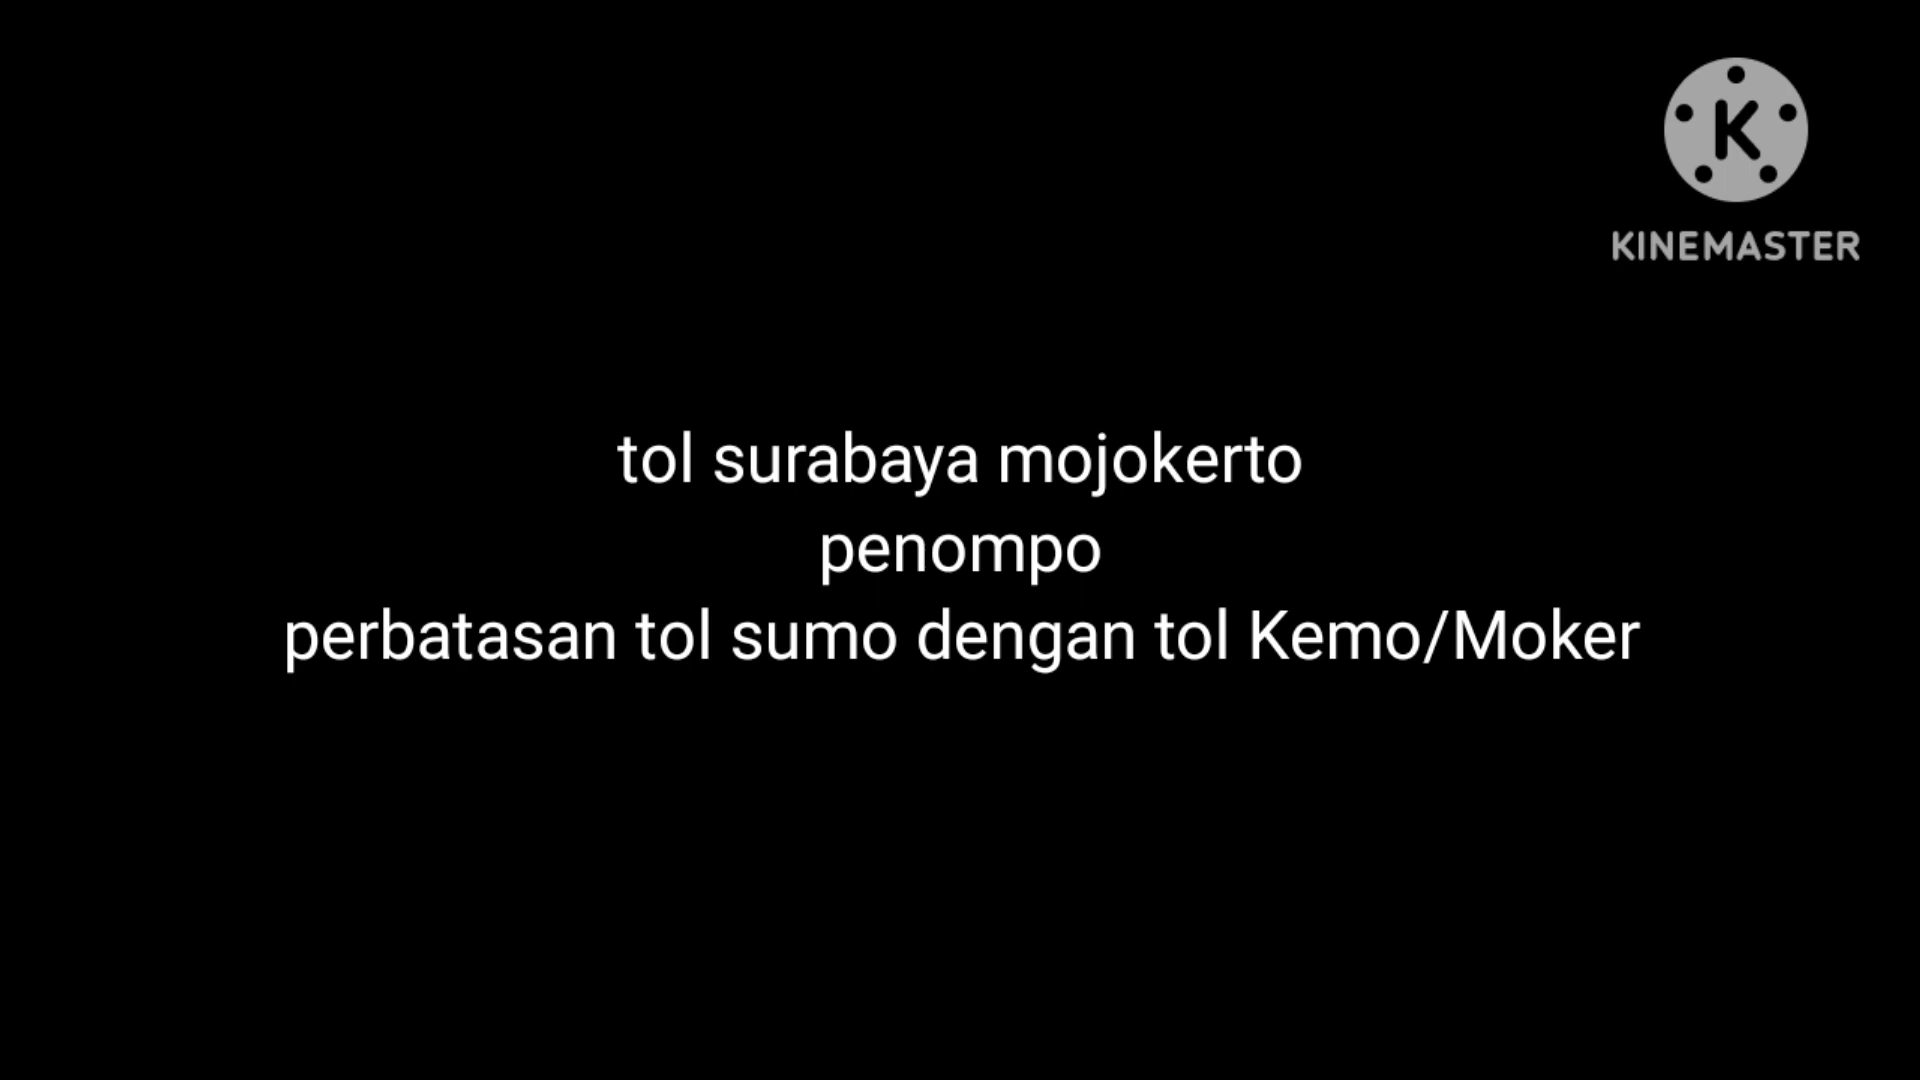 K
KINEMASTER
tol surabaya mojokerto
penompo
perbatasan tol sumo dengan tol Kemo/Moker